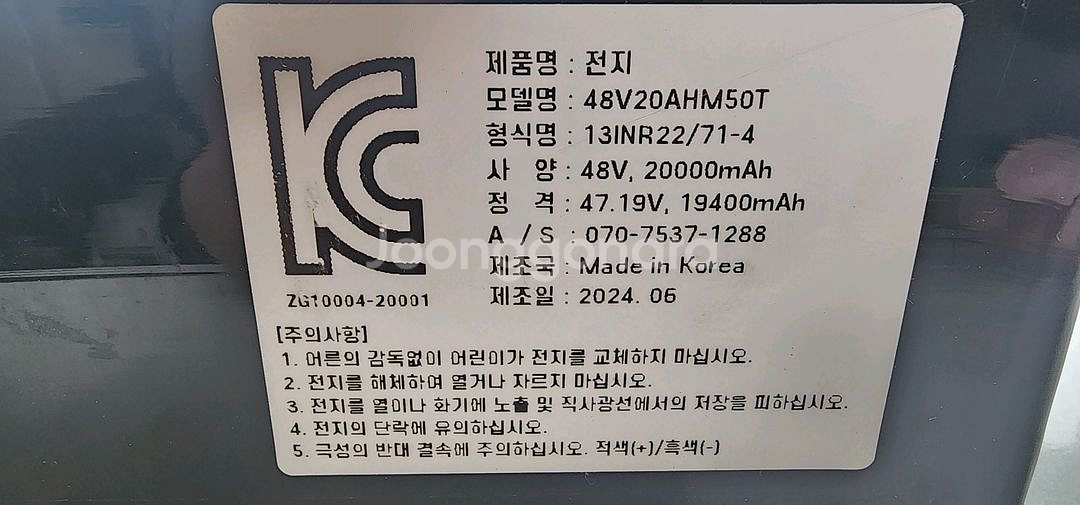 KC
제품명 : 전지
모델명 : 48V20AHM50T
형식명 : 13INR22/71-4
사 양 : 48V, 20000mAh
정 격 : 47.19V, 19400mAh
A / S : 070-7537-1288
Joonggonara
제조국 : Made in Korea
제조일 : 2024. 06
ZG10004-20001
[주의사항]
1. 어른의 감독없이 어린이가 전지를 교체하지 마십시오.
2. 전지를 해체하여 열거나 자르지 마십시오.
3. 전지를 열이나 화기에 노출 및 직사광선에서의 저장을 피하십시오.
4. 전지의 단락에 유의하십시오.
5. 극성의 반대 결속에 주의하십시오. 적색(+)/흑색(-)